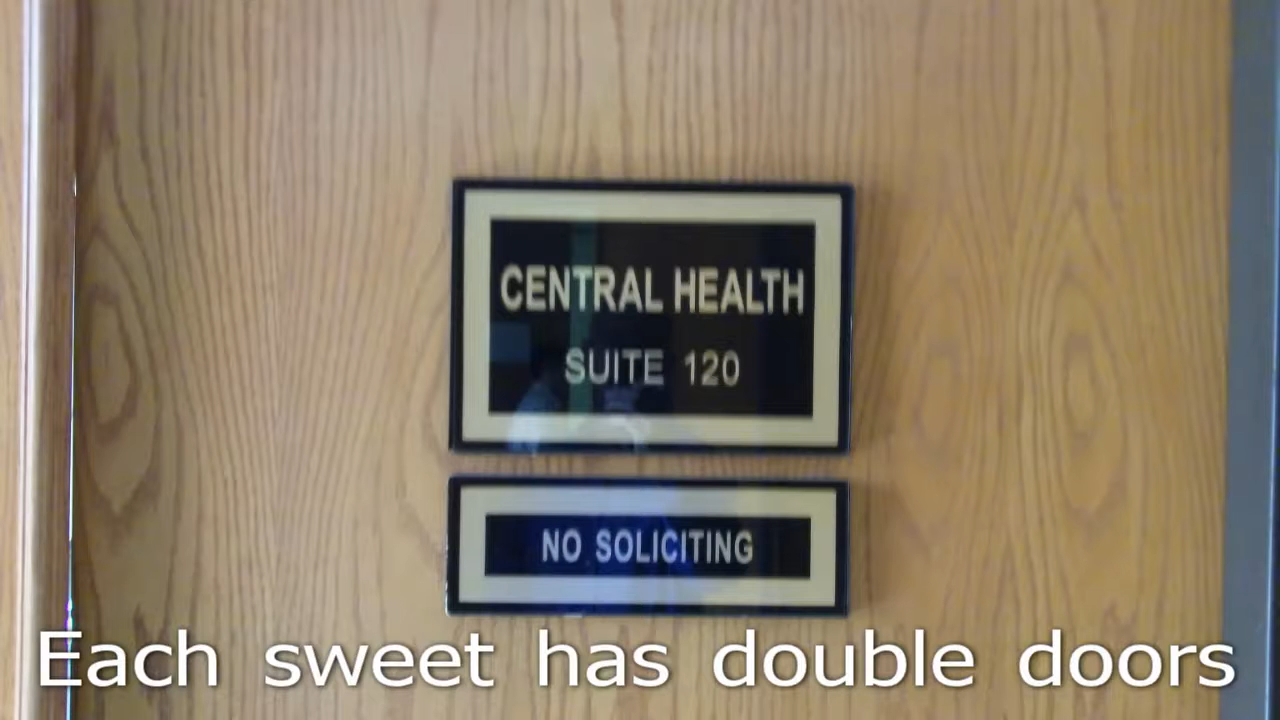 CENTRAL HEALTH
SUITE 120
NO SOLICITING
Each sweet has double doors